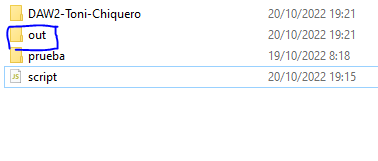 DAW2-Toni-Chiquero 20/10/2022 19:21
out 20/10/2022 19:21
prueba 19/10/2022 8:18
JS script 20/10/2022 19:15